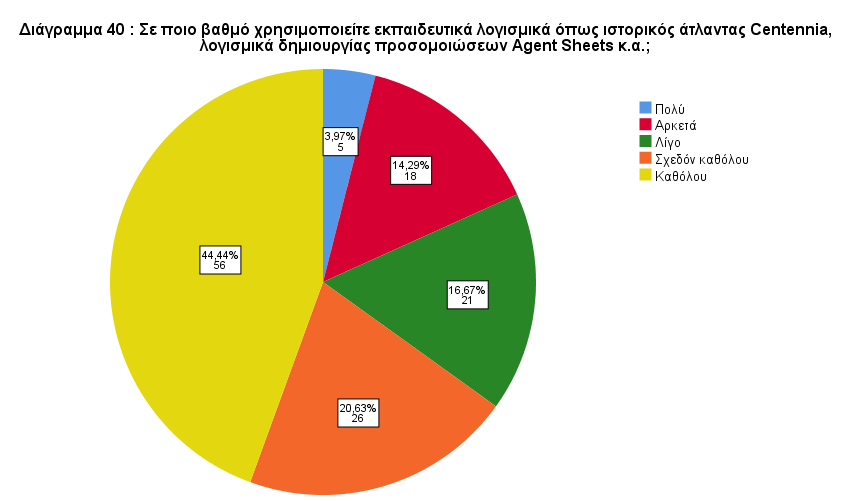 Διάγραμμα 40 : Σε ποιο βαθμό χρησιμοποιείτε εκπαιδευτικά λογισμικά όπως ιστορικός άτλαντας Centennia,
λογισμικά δημιουργίας προσομοιώσεων Agent Sheets κ.α.;
3,97%
5
14,29%
18
16,67%
21
20,63%
26
44,44%
56
Πολύ
Αρκετά
Λίγο
Σχεδόν καθόλου
Καθόλου